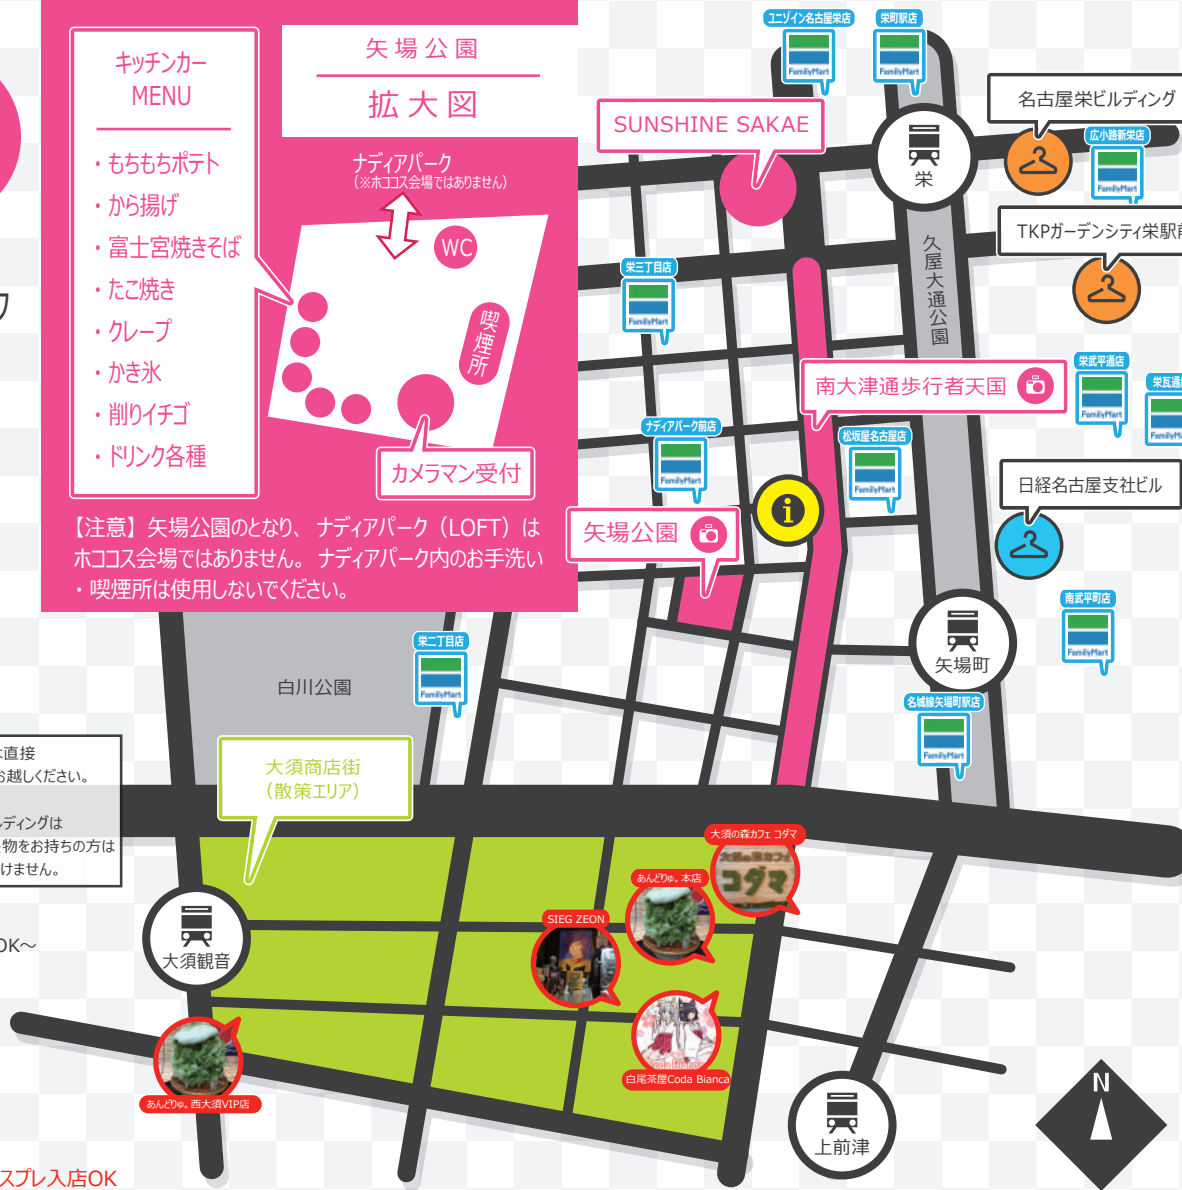 キッチンカー
MENU
・もちもちポテト
・から揚げ
・富士宮焼きそば
・たこ焼き
・クレープ
・かき氷
・削りイチゴ
・ドリンク各種
矢場公園
拡大図
ナディアパーク
（※ホココス会場ではありません）
WC
喫煙所
カメラマン受付
【注意】矢場公園のとなり、ナディアパーク（LOFT）は
ホココス会場ではありません。ナディアパーク内のお手洗い
・喫煙所は使用しないでください。
ユニゾイン名古屋栄店
FamilyMart
栄町駅店
FamilyMart
SUNSHINE SAKAE
栄
名古屋栄ビルディング
広小路新栄店
FamilyMart
TKPガーデンシティ栄駅前
久屋大通公園
栄三丁目店
FamilyMart
南大津通歩行者天国
栄武平通店
FamilyMart
栄瓦通
FamilyMa
ナディアパーク前店
FamilyMart
松坂屋名古屋店
FamilyMart
i
日経名古屋支社ビル
矢場公園
南武平町店
FamilyMart
矢場町
栄二丁目店
FamilyMart
白川公園
名城線矢場町駅店
FamilyMart
直接
お越しください。
ルディングは
物をお持ちの方は
けません。
大須商店街
（散策エリア）
大須の森カフェ コダマ
コダマ
あんどりゅ。本店
SIEG ZEON
大須観音
OK～
白尾茶屋Coda Bianca
あんどりゅ。西大須VIP店
上前津
N
スプレ入店OK